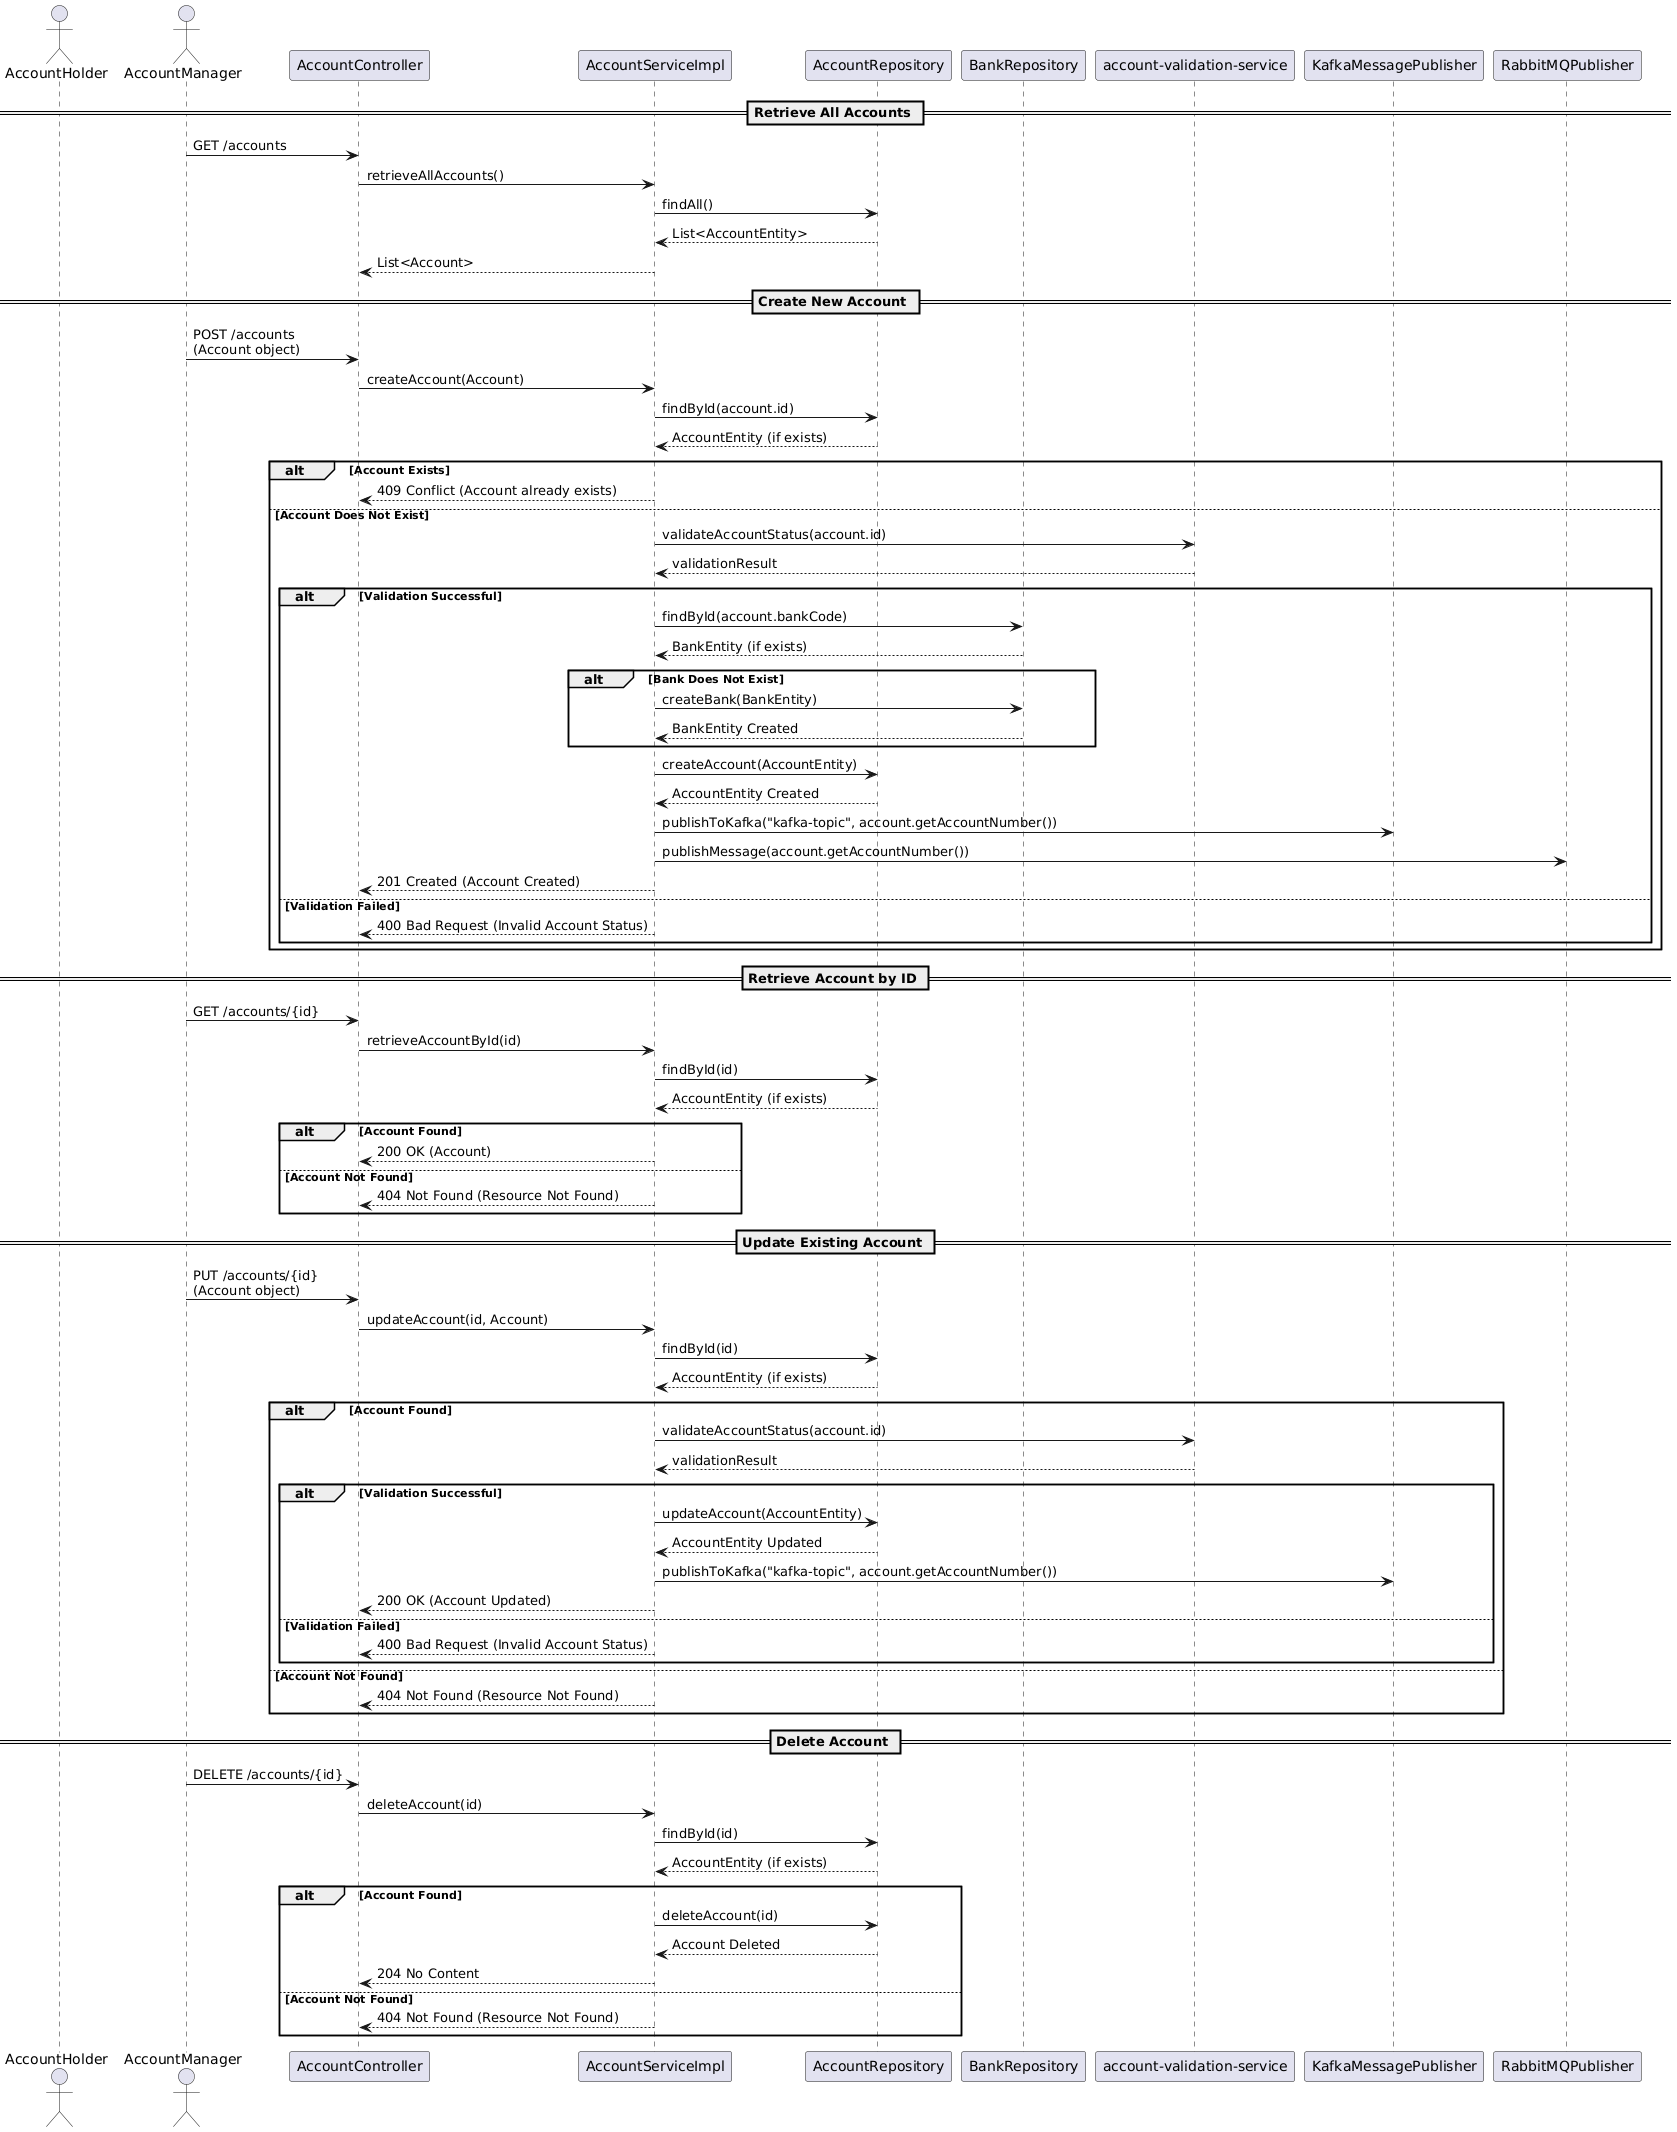 AccountHolder
AccountManager
AccountController
AccountServiceImpl
AccountRepository
BankRepository
account-validation-service
KafkaMessagePublisher
RabbitMQPublisher
Retrieve All Accounts
GET /accounts
retrieveAllAccounts()
findAll()
List<AccountEntity>
List<Account>
Create New Account
POST /accounts
(Account object)
createAccount(Account)
findById(account.id)
AccountEntity (if exists)
alt
[Account Exists]
409 Conflict (Account already exists)
[Account Does Not Exist]
validateAccountStatus(account.id)
validationResult
alt
[Validation Successful]
findById(account.bankCode)
BankEntity (if exists)
alt
[Bank Does Not Exist]
createBank(BankEntity)
BankEntity Created
createAccount(AccountEntity)
AccountEntity Created
publishToKafka("kafka-topic", account.getAccountNumber())
publishMessage(account.getAccountNumber())
201 Created (Account Created)
[Validation Failed]
400 Bad Request (Invalid Account Status)
Retrieve Account by ID
GET /accounts/{id}
retrieveAccountById(id)
findById(id)
AccountEntity (if exists)
alt
[Account Found]
200 OK (Account)
[Account Not Found]
404 Not Found (Resource Not Found)
Update Existing Account
PUT /accounts/{id}
(Account object)
updateAccount(id, Account)
findById(id)
AccountEntity (if exists)
alt
[Account Found]
validateAccountStatus(account.id)
validationResult
alt
[Validation Successful]
updateAccount(AccountEntity)
AccountEntity Updated
publishToKafka("kafka-topic", account.getAccountNumber())
200 OK (Account Updated)
[Validation Failed]
400 Bad Request (Invalid Account Status)
[Account Not Found]
404 Not Found (Resource Not Found)
Delete Account
DELETE /accounts/{id}
deleteAccount(id)
findById(id)
AccountEntity (if exists)
alt
[Account Found]
deleteAccount(id)
Account Deleted
204 No Content
[Account Not Found]
404 Not Found (Resource Not Found)
AccountHolder
AccountManager
AccountController
AccountServiceImpl
AccountRepository
BankRepository
account-validation-service
KafkaMessagePublisher
RabbitMQPublisher